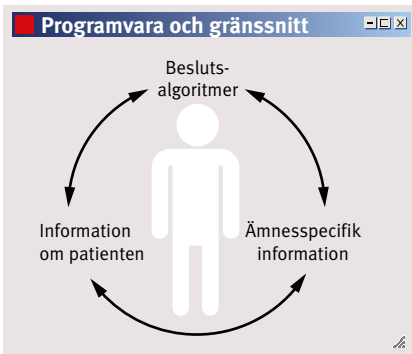 Programvara och gränssnitt
Besluts-
algoritmer
Information
om patienten
Ämnesspecifik
information